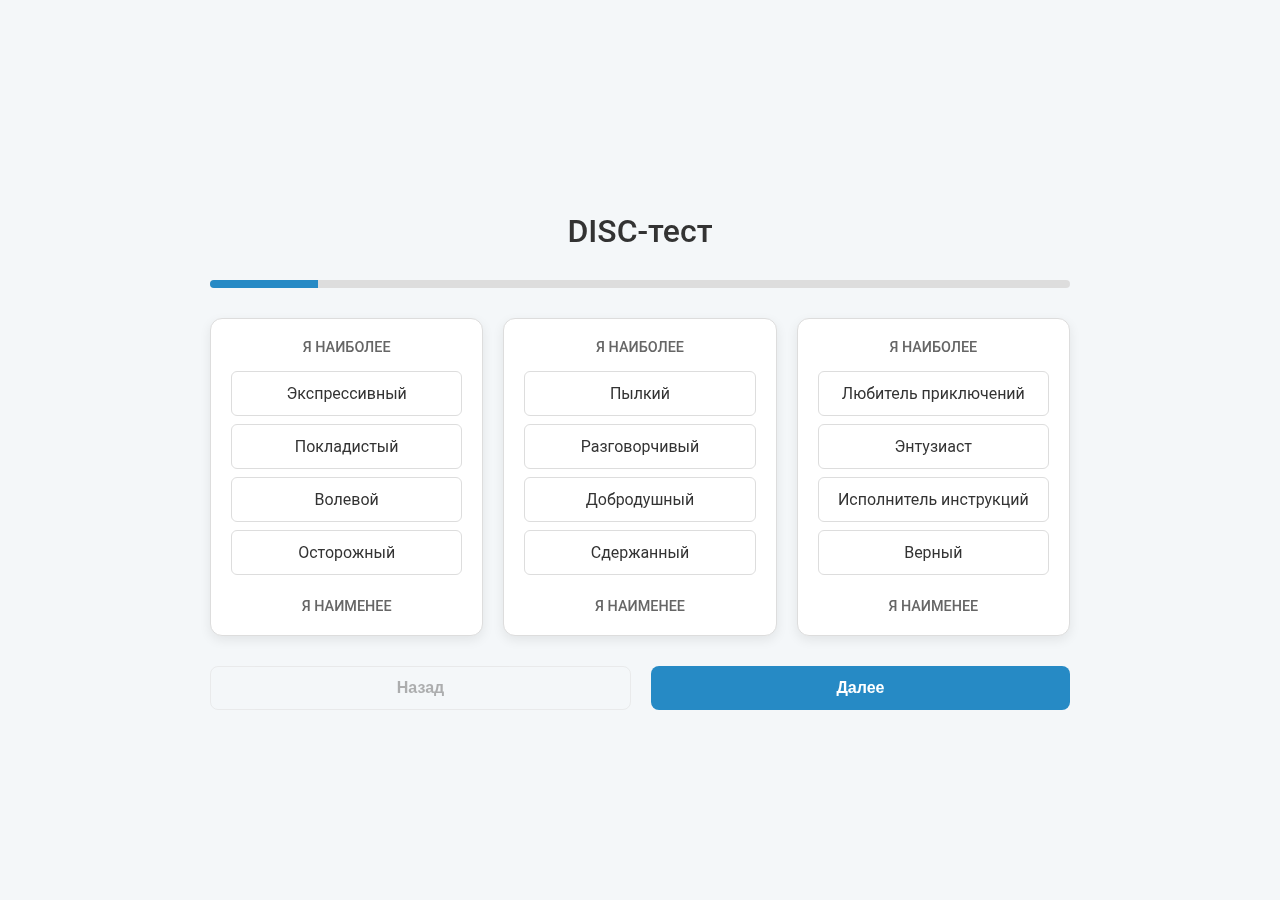 DISC-тест
Я НАИБОЛЕЕ
Экспрессивный
Покладистый
Волевой
Осторожный
Я НАИМЕНЕЕ
Я НАИБОЛЕЕ
Пылкий
Разговорчивый
Добродушный
Сдержанный
Я НАИМЕНЕЕ
Я НАИБОЛЕЕ
Любитель приключений
Энтузиаст
Исполнитель инструкций
Верный
Я НАИМЕНЕЕ
Назад
Далее